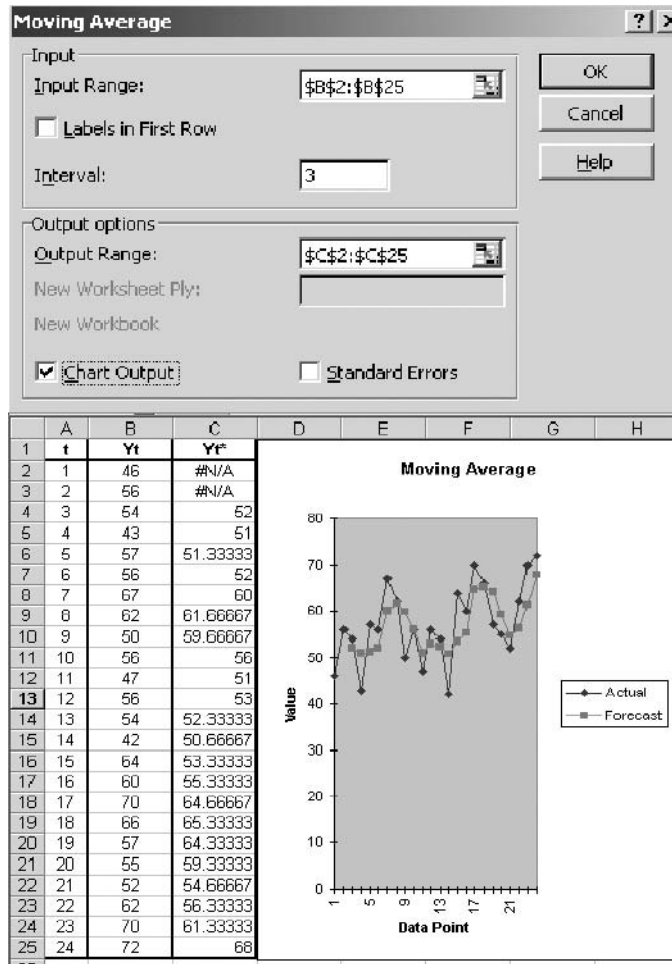 Moving Average
Input
Input Range: $B$2:$B$25
OK
Labels in First Row
Cancel
Interval: 3
Help
Output options
Output Range: $C$2:$C$25
New Worksheet Ply:
New Workbook
Chart Output Standard Errors
A B C D E F G H
1 t Yt Yt*
2 1 46 #N/A
3 2 56 #N/A
4 3 54 52
5 4 43 51
6 5 57 51.33333
7 6 56 52
8 7 67 60
9 8 62 61.66667
10 9 50 59.66667
11 10 56 56
12 11 47 51
13 12 56 53
14 13 54 52.33333
15 14 42 50.66667
16 15 64 53.33333
17 16 60 55.33333
18 17 70 64.66667
19 18 66 65.33333
20 19 57 64.33333
21 20 55 59.33333
22 21 52 54.66667
23 22 62 56.33333
24 23 70 61.33333
25 24 72 68
Moving Average
80
70
60
50
40
30
20
10
0
Value
1 5 9 13 17 21
Data Point
Actual
Forecast